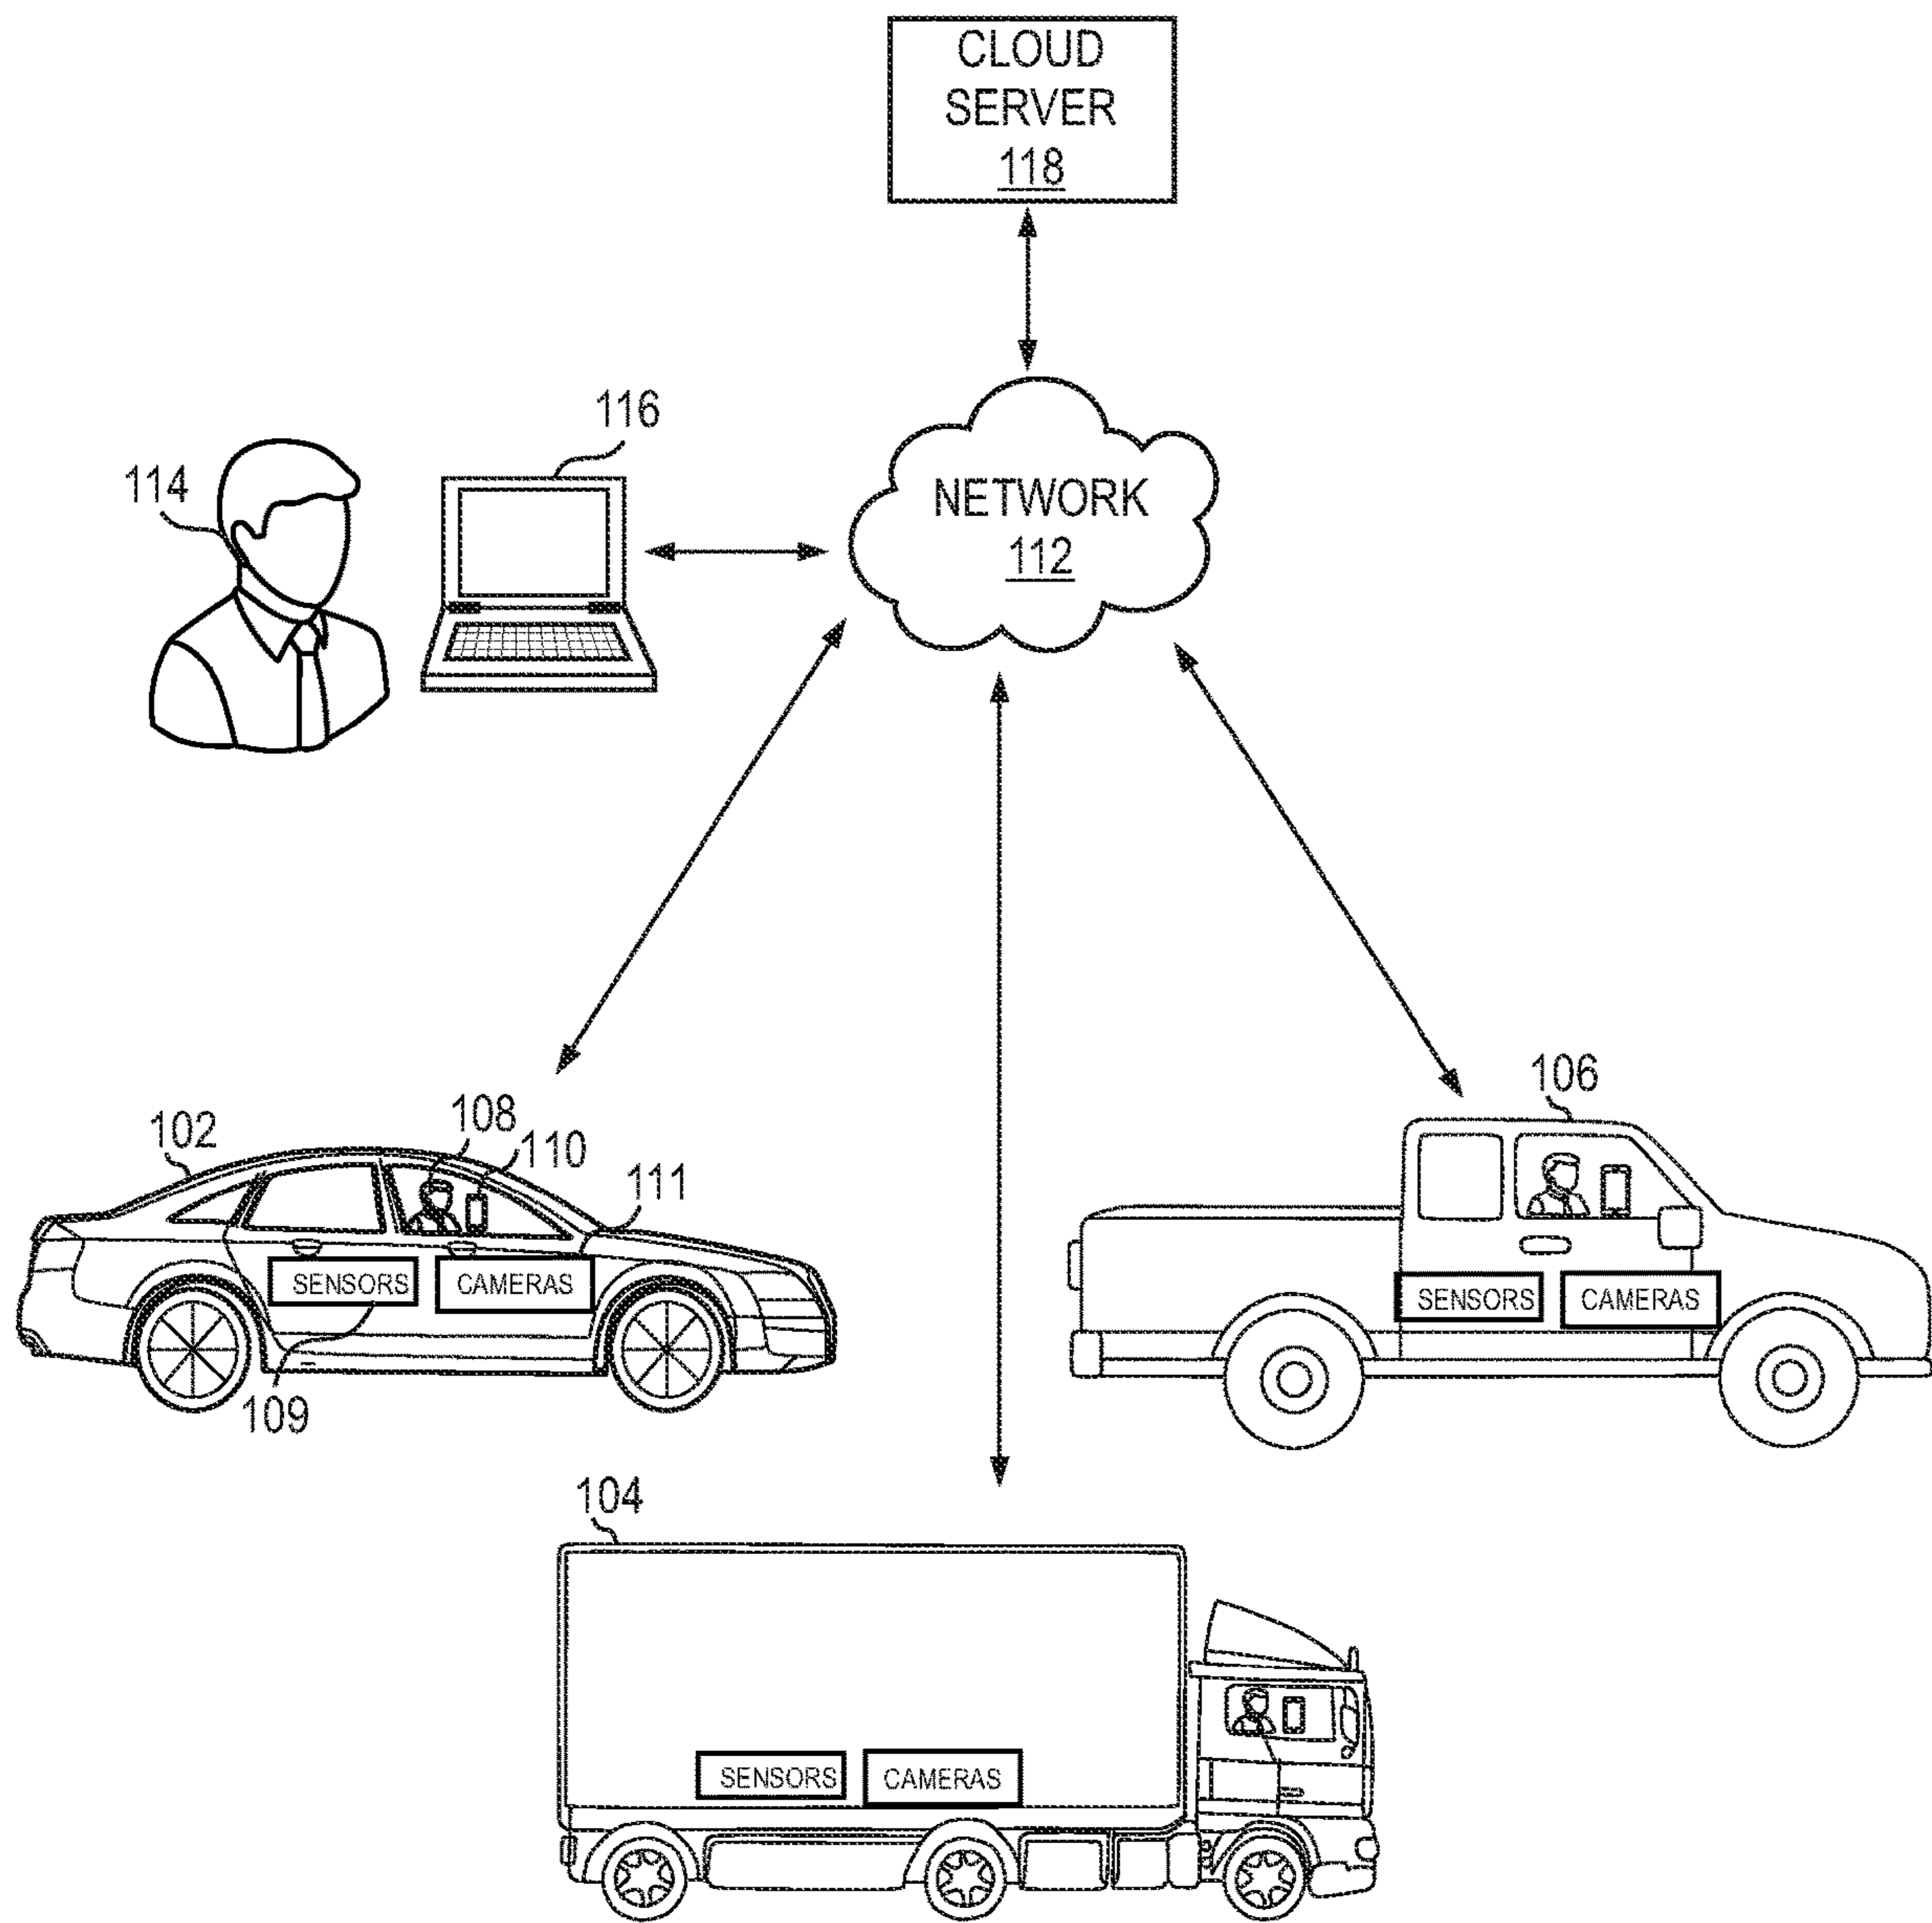 CLOUD
SERVER
118
116
114
NETWORK
112
106
108
102
110
111
SENSORS
CAMERAS
SENSORS
CAMERAS
109
104
SENSORS
CAMERAS